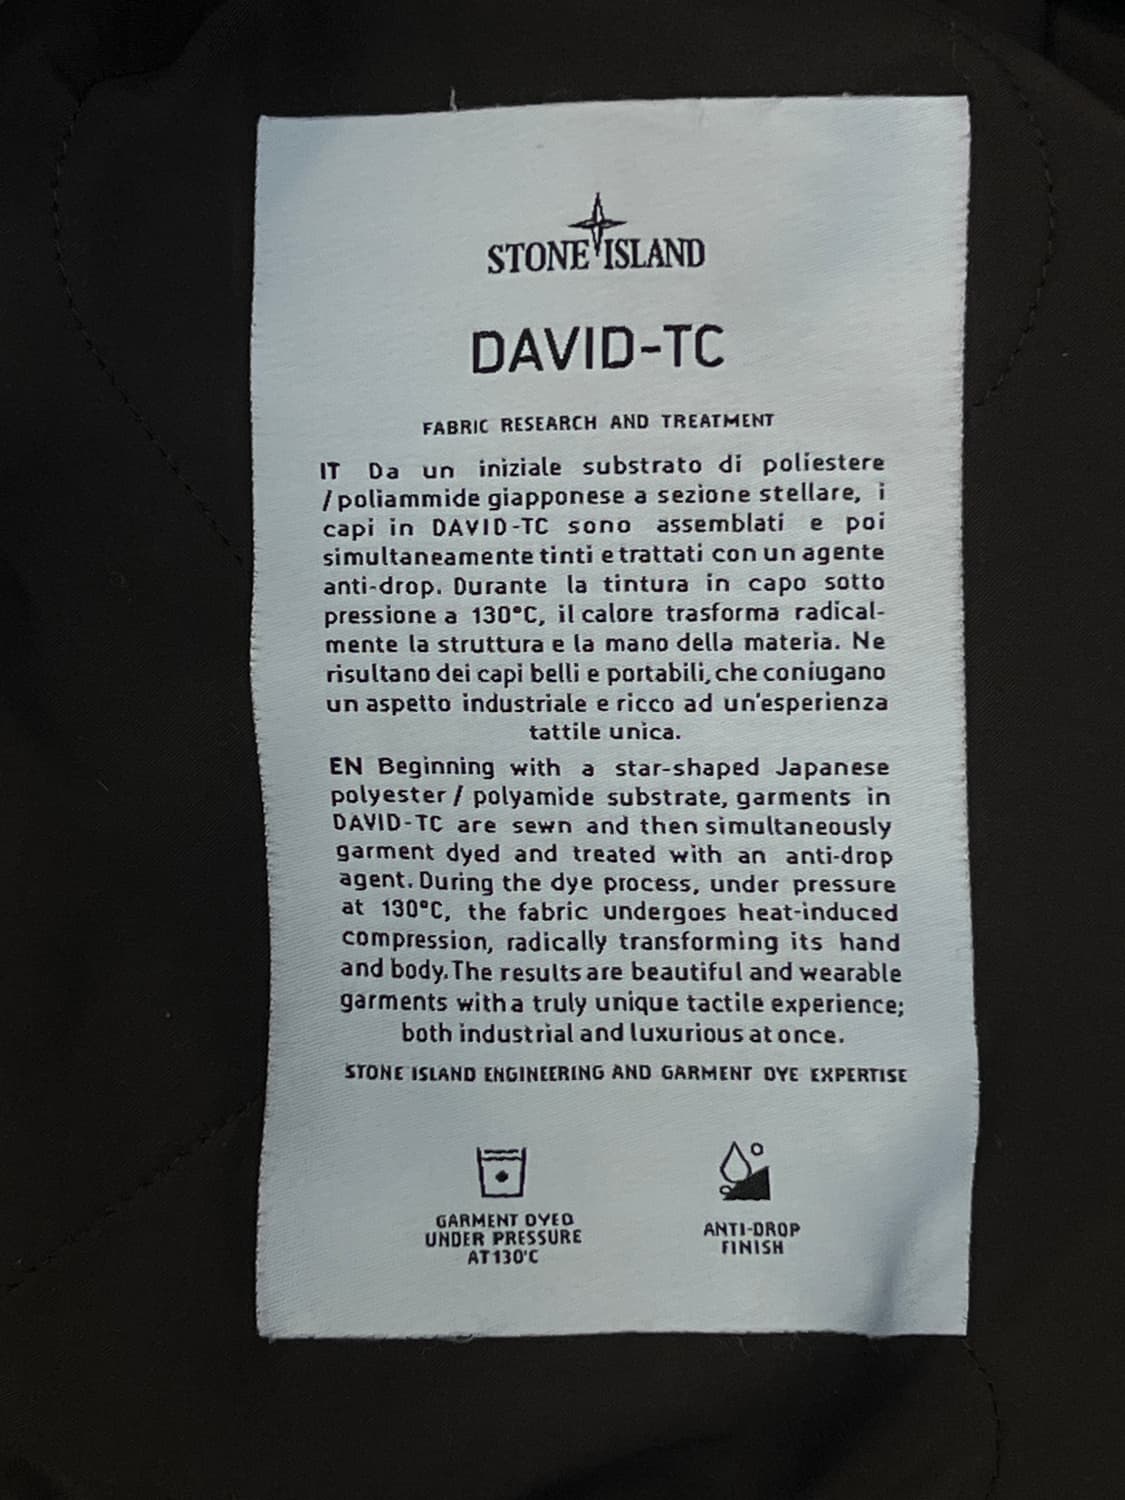 STONE ISLAND
DAVID-TC
FABRIC RESEARCH AND TREATMENT
IT Da un iniziale substrato di poliestere
/ poliammide giapponese a sezione stellare, i
capi in DAVID-TC sono assemblati e poi
simultaneamente tinti e trattati con un agente
anti-drop. Durante la tintura in capo sotto
pressione a 130°C, il calore trasforma radical-
mente la struttura e la mano della materia. Ne
risultano dei capi belli e portabili, che coniugano
un aspetto industriale e ricco ad un'esperienza
tattile unica.
EN Beginning with a star-shaped Japanese
polyester / polyamide substrate, garments in
DAVID-TC are sewn and then simultaneously
garment dyed and treated with an anti-drop
agent. During the dye process, under pressure
at 130°C, the fabric undergoes heat-induced
compression, radically transforming its hand
and body. The results are beautiful and wearable
garments with a truly unique tactile experience;
both industrial and luxurious at once.
STONE ISLAND ENGINEERING AND GARMENT DYE EXPERTISE
GARMENT DYED
UNDER PRESSURE
AT 130°C
ANTI-DROP
FINISH